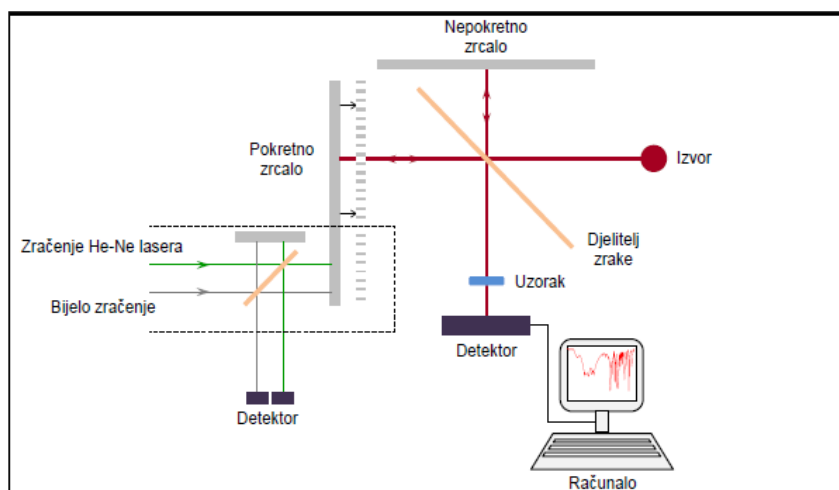 Nepokretno
zrcalo
Pokretno
zrcalo
Izvor
Zračenje He-Ne lasera
Djelitelj
zrake
Bijelo zračenje
Uzorak
Detektor
Detektor
Računalo